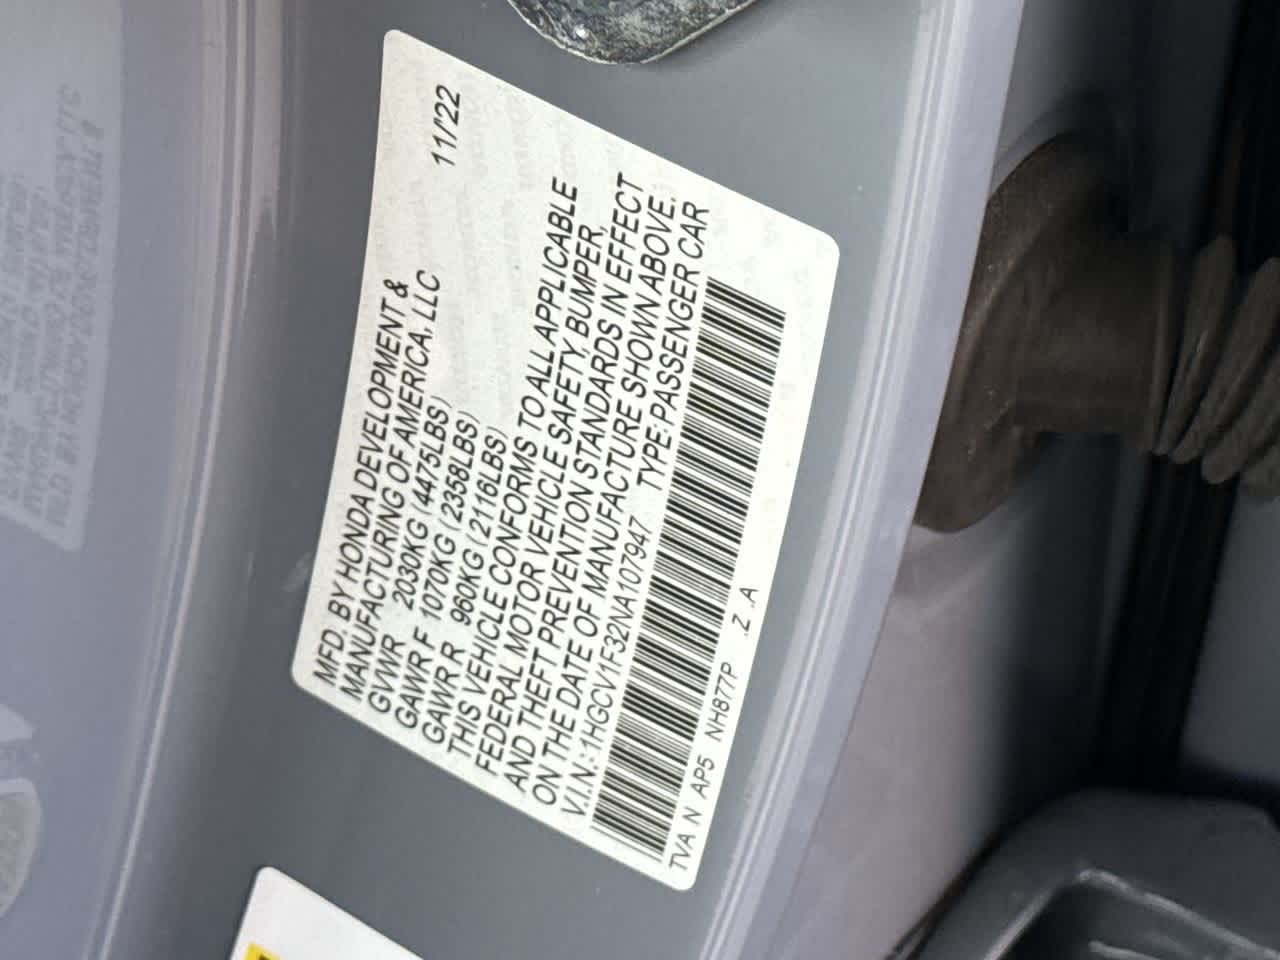 11/'22
MFD. BY HONDA DEVELOPMENT &
MANUFACTURING OF AMERICA, LLC
GVWR 2030KG (4475LBS)
GAWR F 1070KG (2358LBS)
GAWR R 960KG (2116LBS)
THIS VEHICLE CONFORMS TO ALL APPLICABLE
FEDERAL MOTOR VEHICLE SAFETY, BUMPER,
AND THEFT PREVENTION STANDARDS IN EFFECT
ON THE DATE OF MANUFACTURE SHOWN ABOVE.
V.I.N.: 1HGCV1F32NA107947 TYPE: PASSENGER CAR
TVA N AP5 NH877P .Z .A